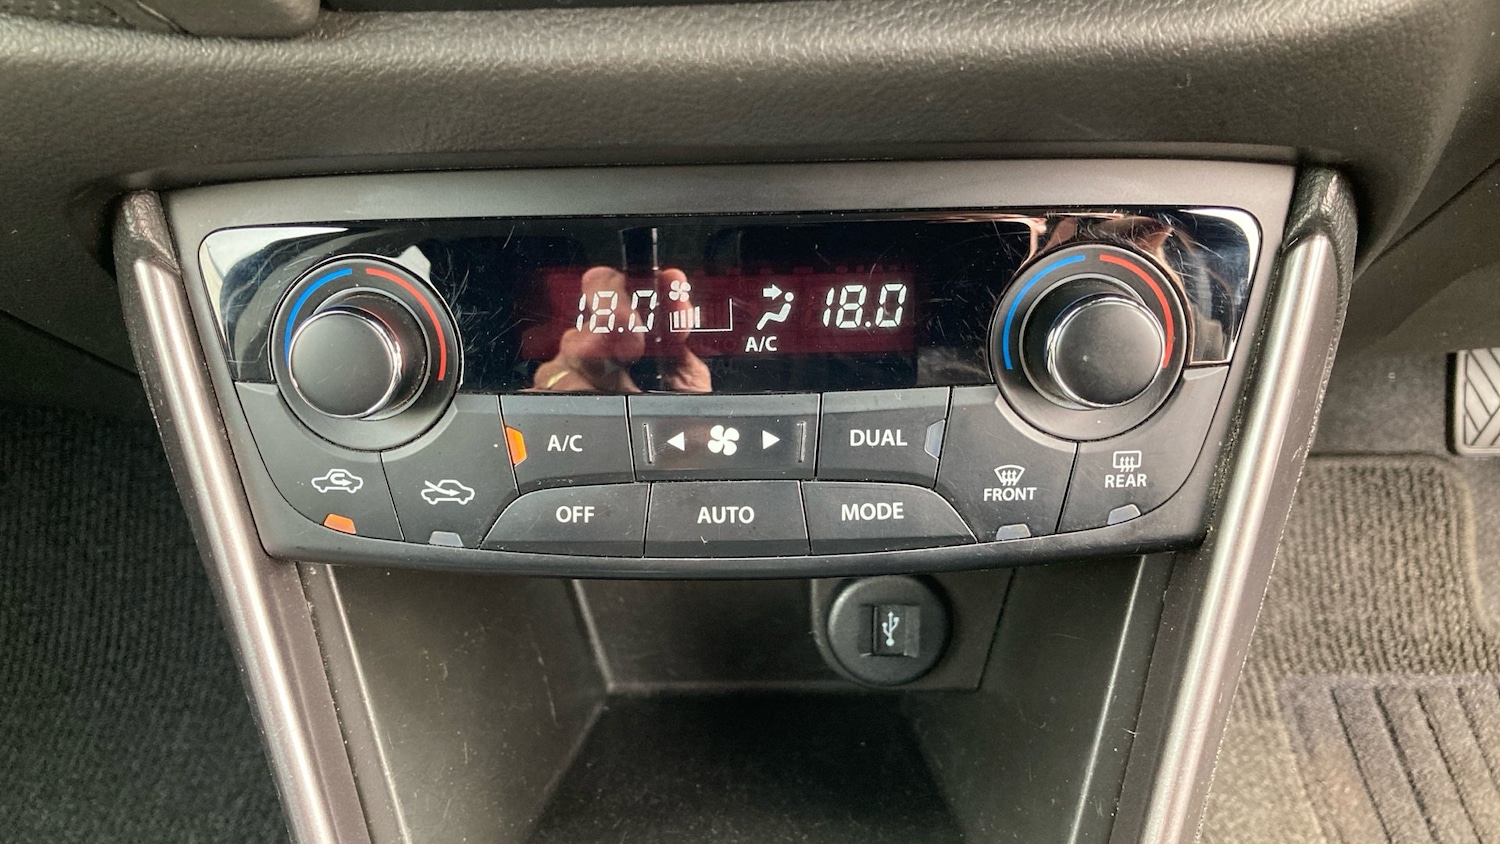 18.0 18.0
A/C
A/C
DUAL
OFF
AUTO
MODE
FRONT
REAR